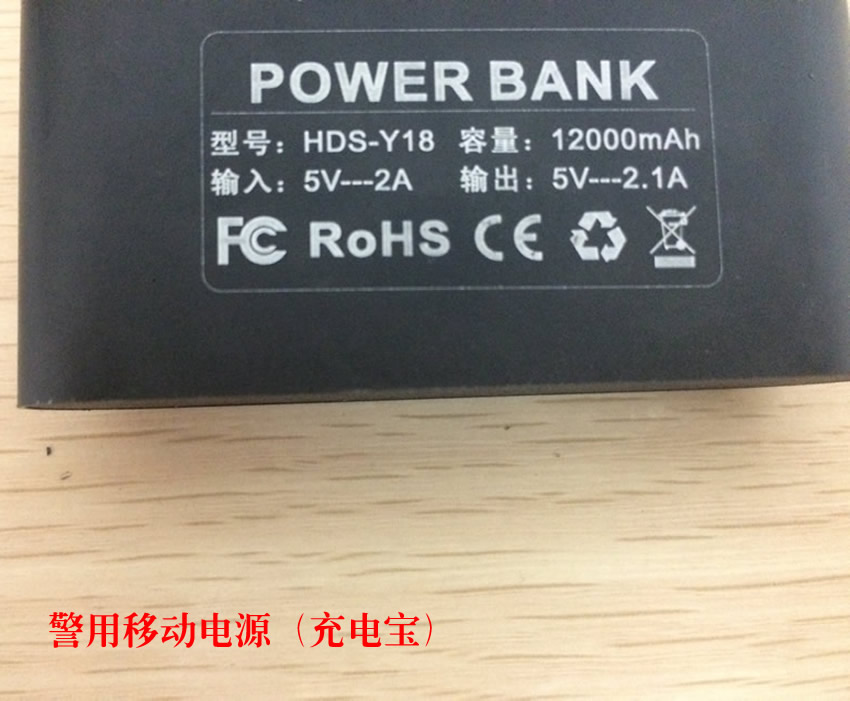 POWER BANK
型号：HDS-Y18 容量：12000mAh
输入：5V---2A 输出：5V---2.1A
FC RoHS CE
警用移动电源（充电宝）